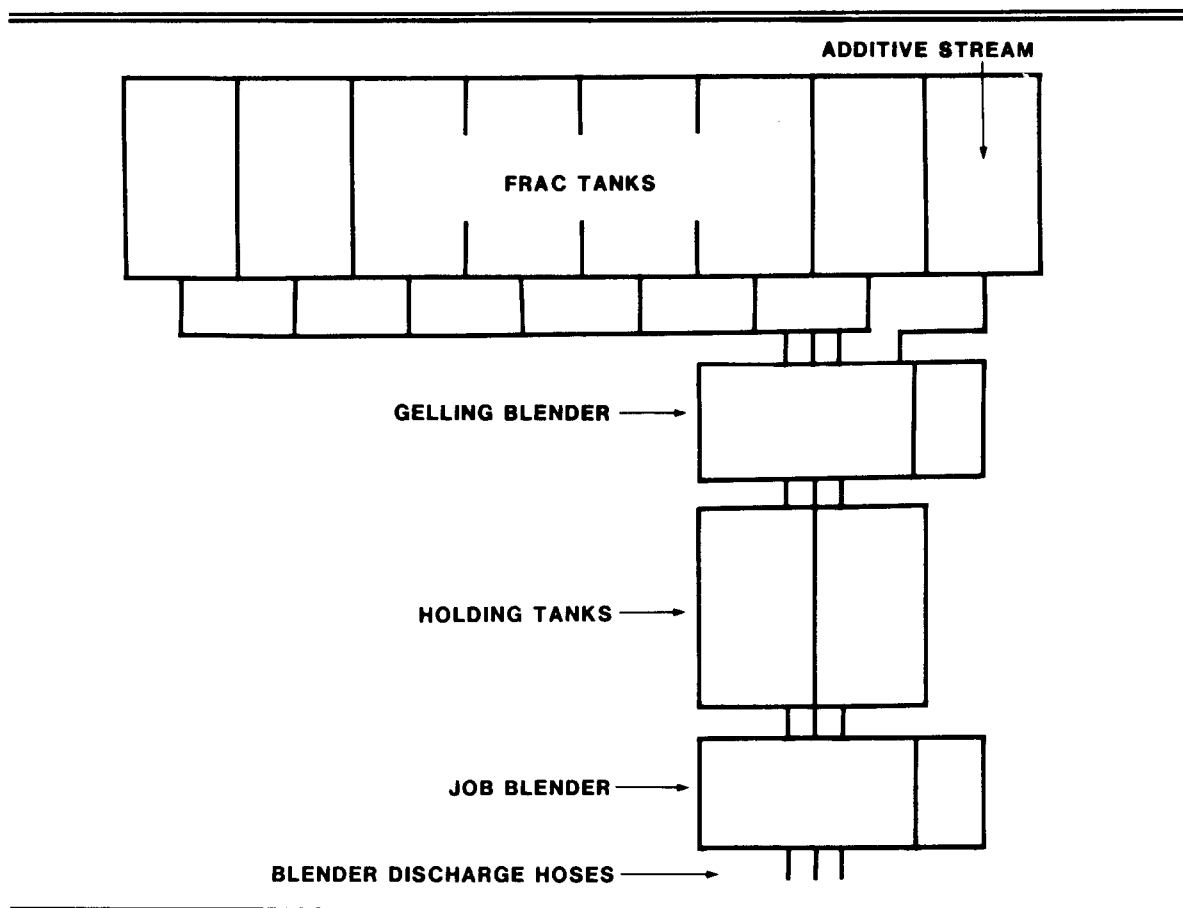 ADDITIVE STREAM
FRAC TANKS
GELLING BLENDER
HOLDING TANKS
JOB BLENDER
BLENDER DISCHARGE HOSES